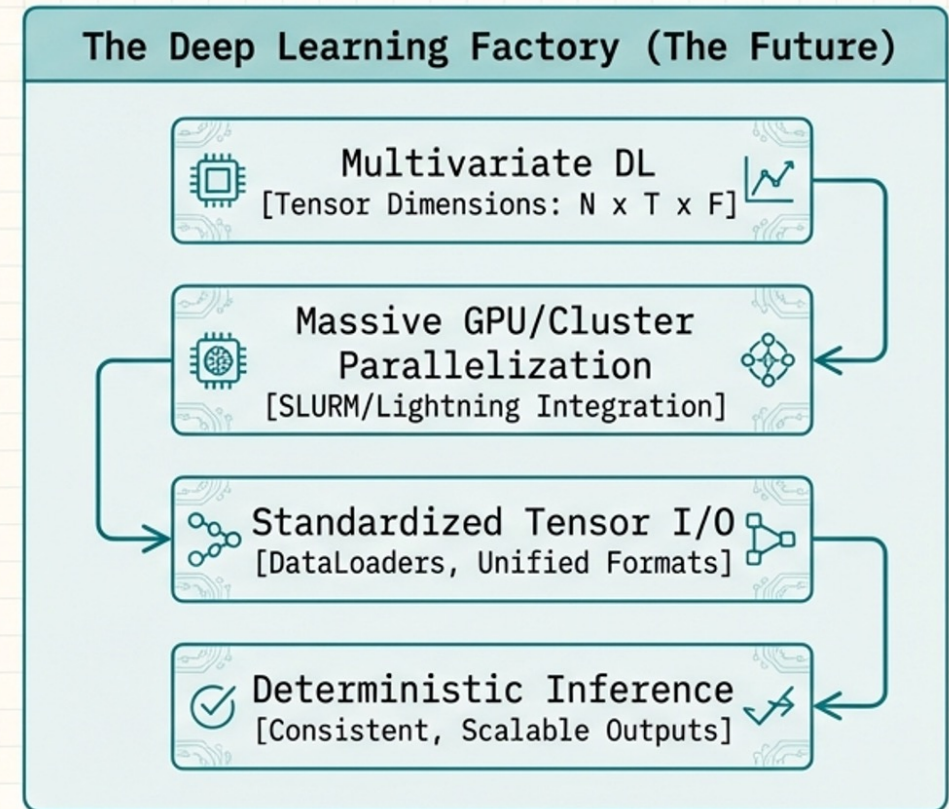 The Deep Learning Factory (The Future)
Multivariate DL
[Tensor Dimensions: N x T x F]
Massive GPU/Cluster
Parallelization
[SLURM/Lightning Integration]
Standardized Tensor I/O
[DataLoaders, Unified Formats]
Deterministic Inference
[Consistent, Scalable Outputs]